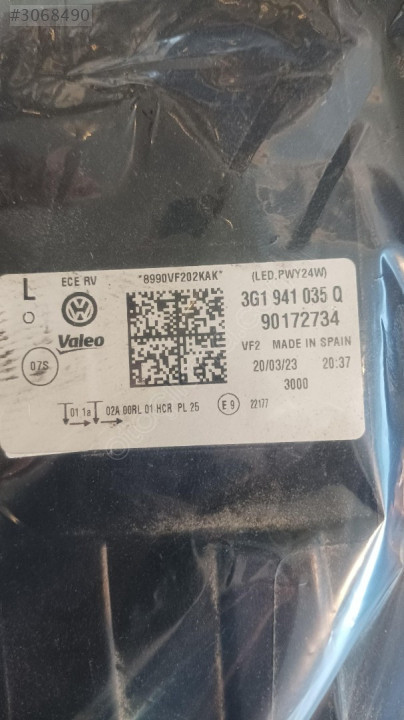 #3068490
L ECE RV *8990VF202KAK* (LED.PWY24W)
3G1 941 035 Q
Valeo
90172734
VF2 MADE IN SPAIN
07S
20/03/23 20:37
3000
01 1a 02A 00RL 01 HCR PL 25 E 9 22177